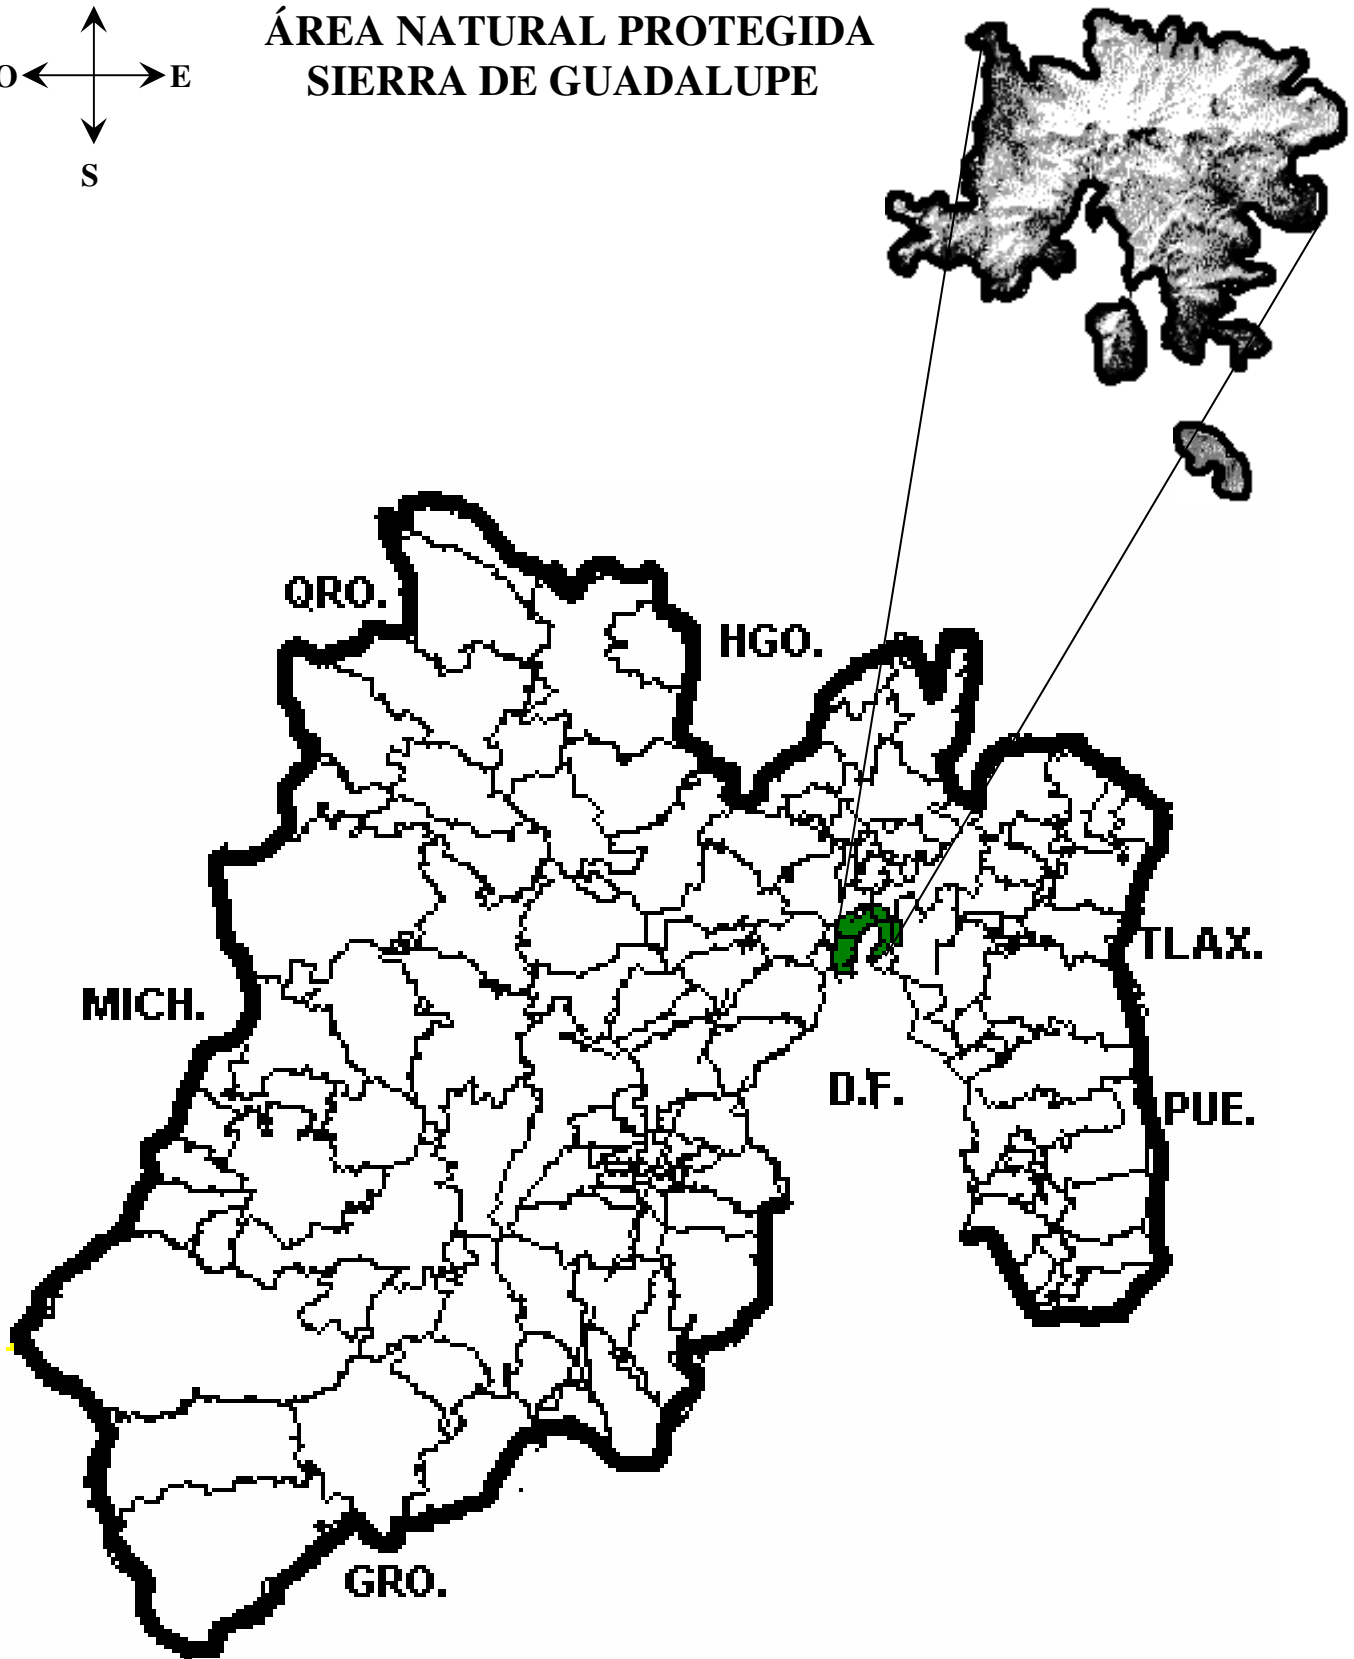 ÁREA NATURAL PROTEGIDA
SIERRA DE GUADALUPE
O E
S
QRO.
HGO.
TLAX.
MICH.
D.F.
PUE.
GRO.